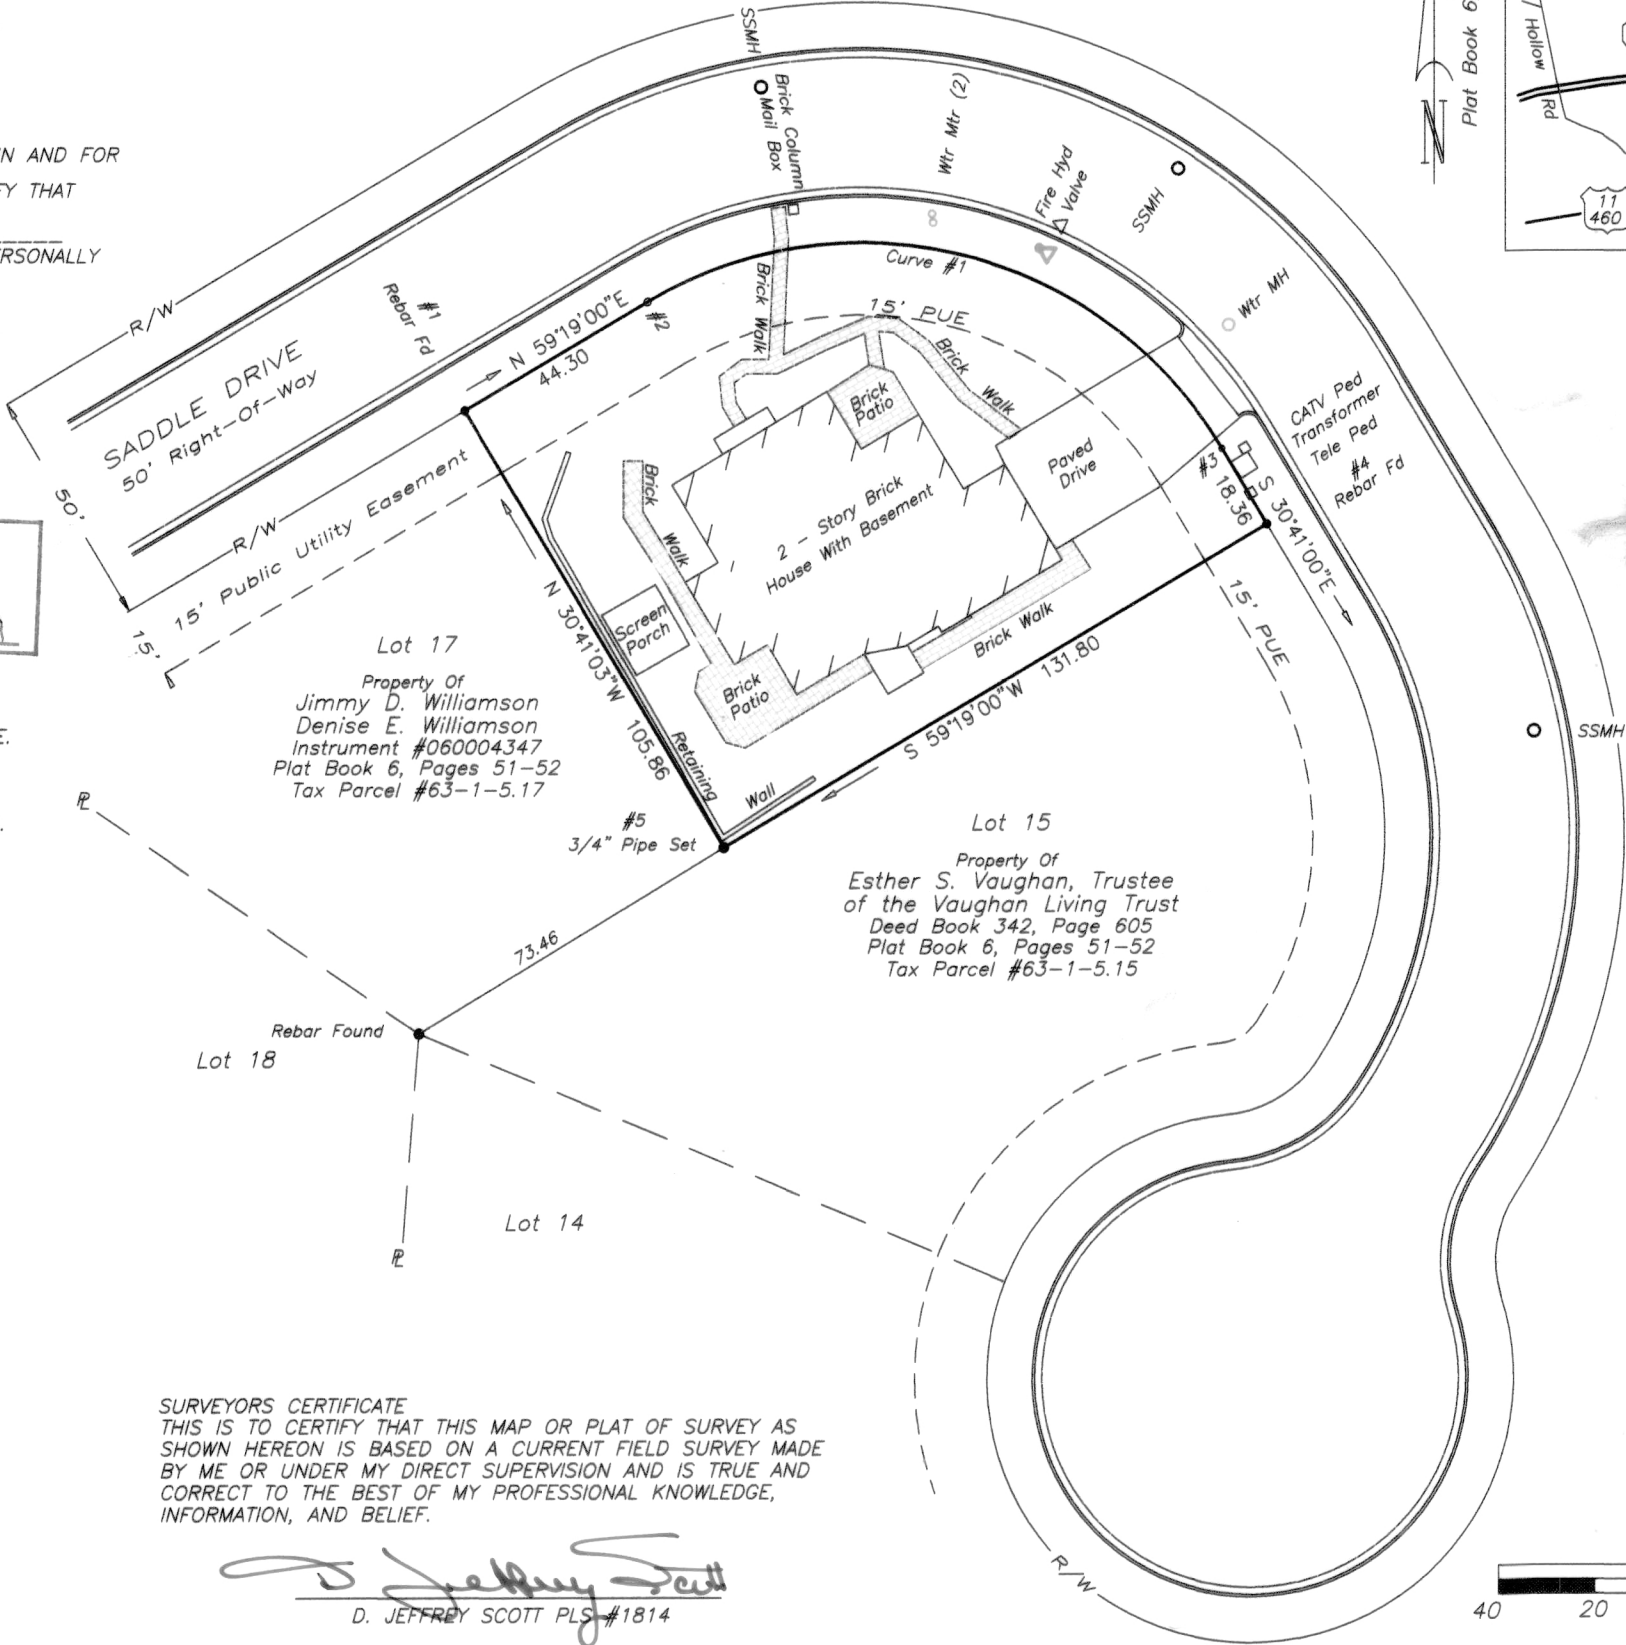 IN AND FOR
FY THAT
RSONALLY
Plat Book 6
Hollow
Rd
11
460
N
SSMH
Brick Column
Mail Box
Wtr Mtr (2)
Fire Hyd
Valve
SSMH
Wtr MH
R/W
SADDLE DRIVE
50' Right-Of-Way
#1
Rebar Fd
N 59°19'00"E
44.30
#2
Curve #1
15' PUE
Brick Walk
Brick
Walk
Brick
Patio
Paved
Drive
CATV Ped
Transformer
Tele Ped
#4
Rebar Fd
#3
18.36
S 30°41'00"E
50'
R/W
15' Public Utility Easement
15'
Brick
Walk
2 - Story Brick
House With Basement
Screen
Porch
Brick
Patio
Brick Walk
15' PUE
N 30°41'03"W 105.86
Retaining
Wall
S 59°19'00"W 131.80
Lot 17
Property Of
Jimmy D. Williamson
Denise E. Williamson
Instrument #060004347
Plat Book 6, Pages 51-52
Tax Parcel #63-1-5.17
E.
SSMH
#5
3/4" Pipe Set
Lot 15
Property Of
Esther S. Vaughan, Trustee
of the Vaughan Living Trust
Deed Book 342, Page 605
Plat Book 6, Pages 51-52
Tax Parcel #63-1-5.15
PL
73.46
Rebar Found
Lot 18
Lot 14
PL
SURVEYORS CERTIFICATE
THIS IS TO CERTIFY THAT THIS MAP OR PLAT OF SURVEY AS
SHOWN HEREON IS BASED ON A CURRENT FIELD SURVEY MADE
BY ME OR UNDER MY DIRECT SUPERVISION AND IS TRUE AND
CORRECT TO THE BEST OF MY PROFESSIONAL KNOWLEDGE,
INFORMATION, AND BELIEF.
D Jeffrey Scott
D. JEFFREY SCOTT PLS #1814
R/W
40 20